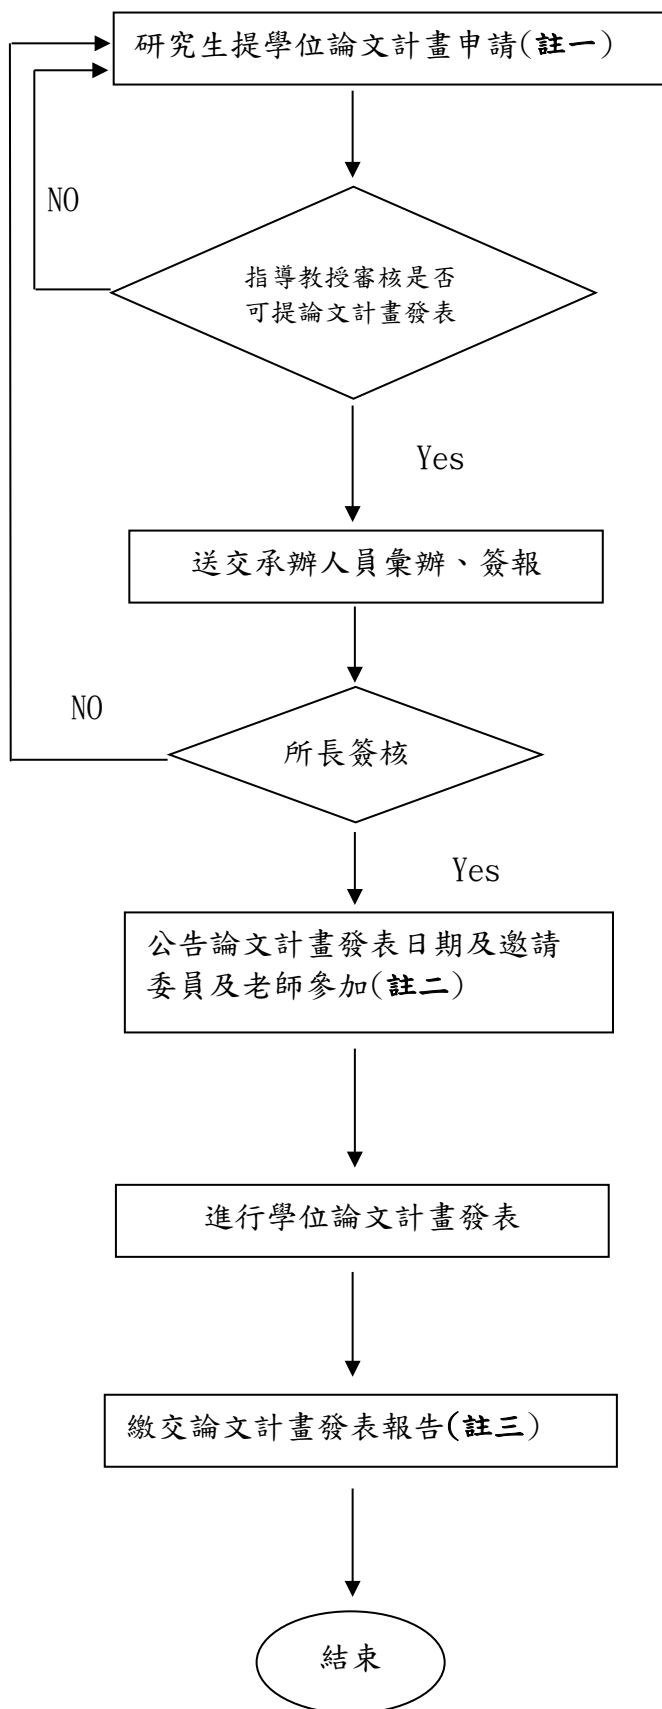 研究生提學位論文計畫申請(註一)
NO
指導教授審核是否
可提論文計畫發表
Yes
送交承辦人員彙辦、簽報
NO
所長簽核
Yes
公告論文計畫發表日期及邀請
委員及老師參加(註二)
進行學位論文計畫發表
繳交論文計畫發表報告(註三)
結束